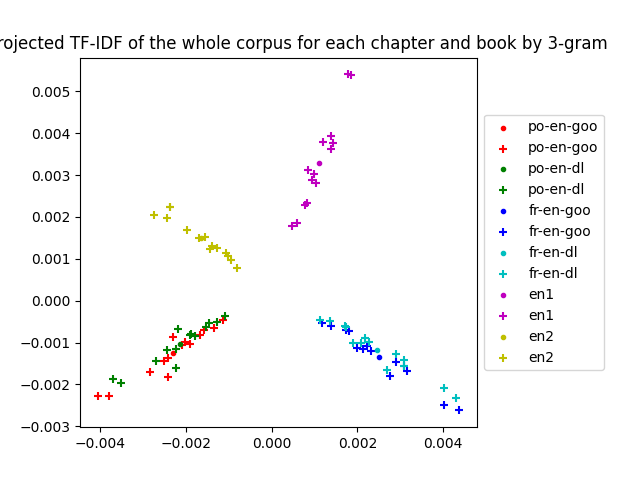 rojected TF-IDF of the whole corpus for each chapter and book by 3-gram
0.005
0.004
0.003
0.002
0.001
0.000
−0.001
−0.002
−0.003
−0.004
−0.002
0.000
0.002
0.004
po-en-goo
po-en-goo
po-en-dl
po-en-dl
fr-en-goo
fr-en-goo
fr-en-dl
fr-en-dl
en1
en1
en2
en2